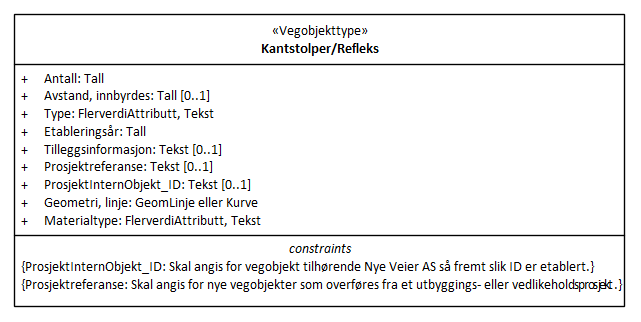 «Vegobjekttype»
Kantstolper/Refleks
+ Antall: Tall
+ Avstand, innbyrdes: Tall [0..1]
+ Type: FlerverdiAttributt, Tekst
+ Etableringsår: Tall
+ Tilleggsinformasjon: Tekst [0..1]
+ Prosjektreferanse: Tekst [0..1]
+ ProsjektInternObjekt_ID: Tekst [0..1]
+ Geometri, linje: GeomLinje eller Kurve
+ Materialtype: FlerverdiAttributt, Tekst
constraints
{ProsjektInternObjekt_ID: Skal angis for vegobjekt tilhørende Nye Veier AS så fremt slik ID er etablert.}
{Prosjektreferanse: Skal angis for nye vegobjekter som overføres fra et utbyggings- eller vedlikeholdsprosjekt.}